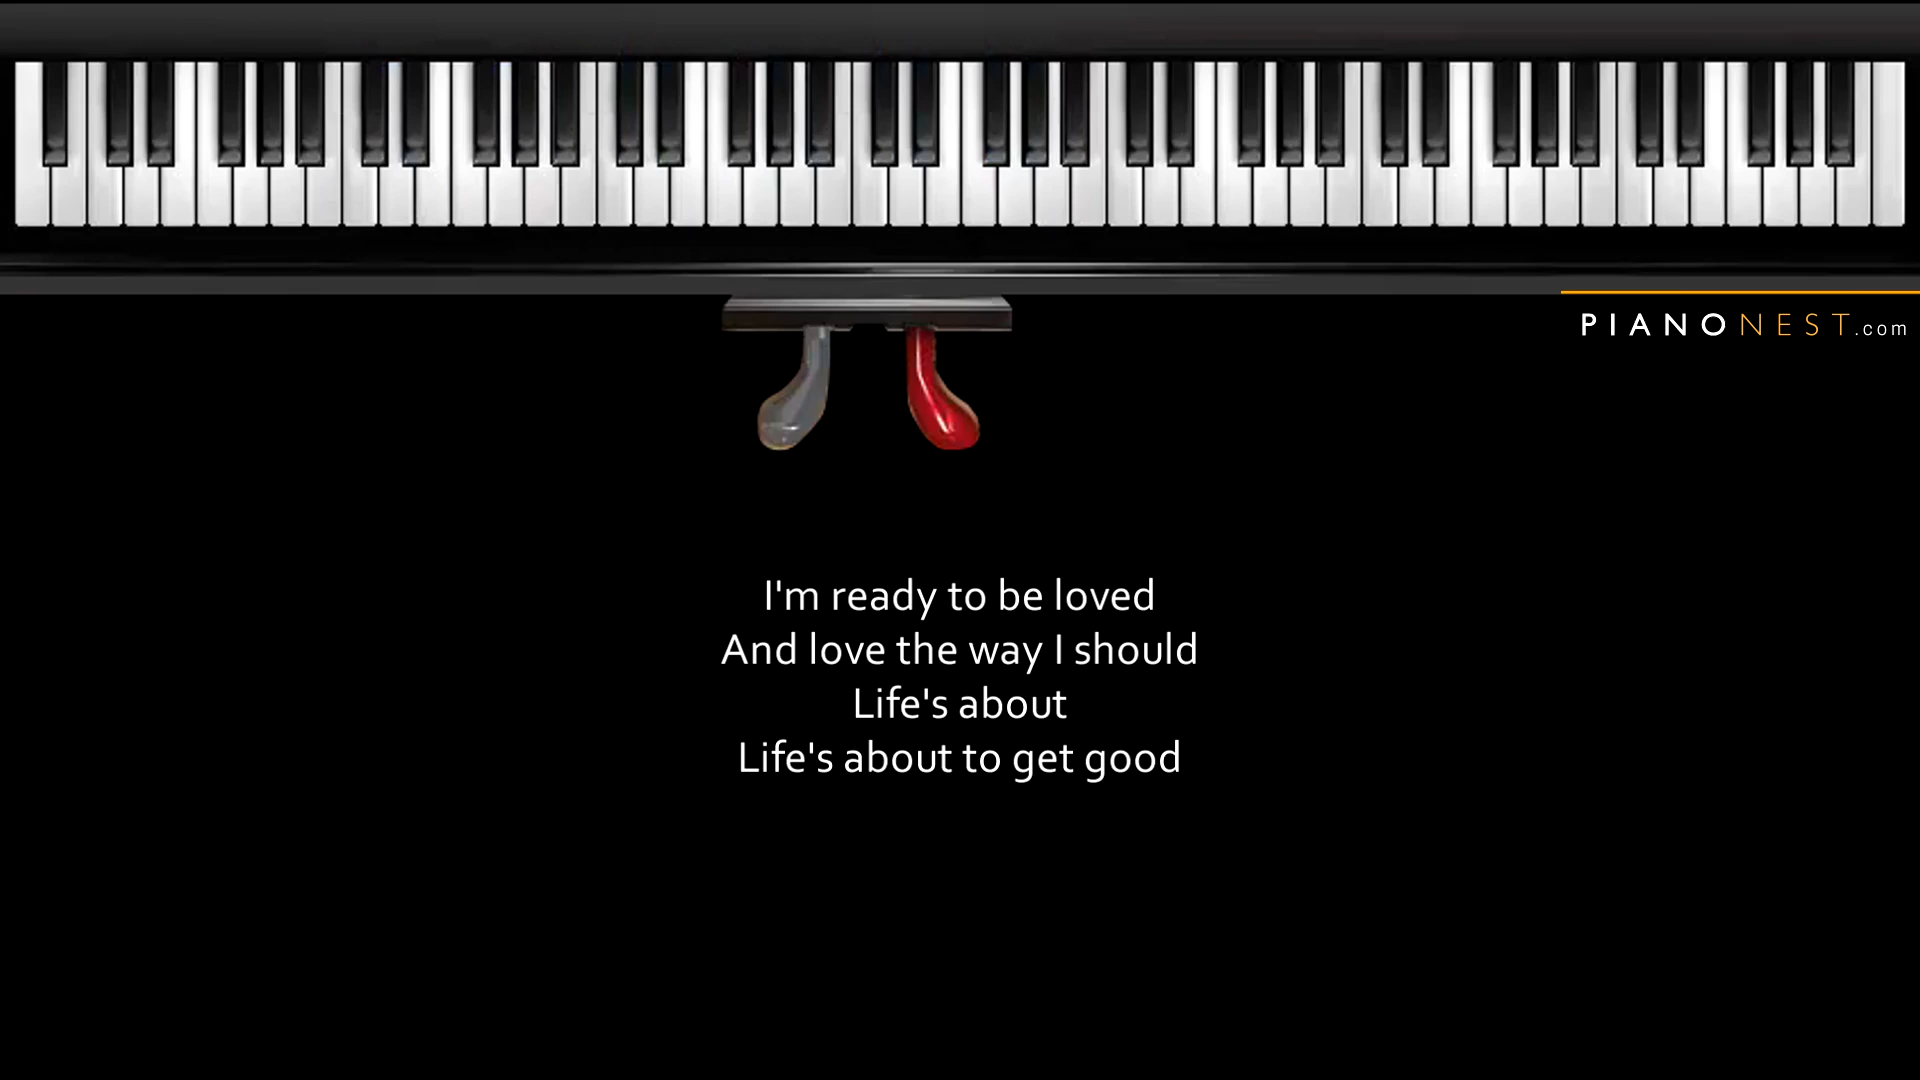 PIANONEST.com
I'm ready to be loved
And love the way I should
Life's about
Life's about to get good